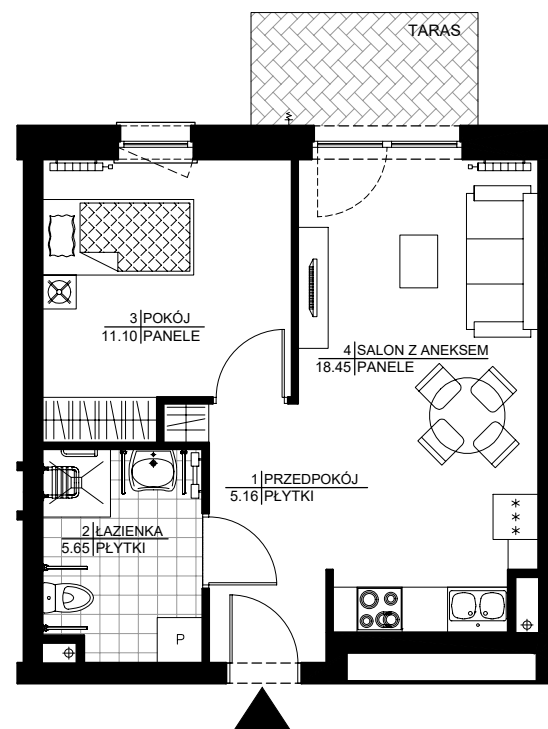 TARAS
3 POKÓJ
11.10 PANELE
4 SALON Z ANEKSEM
18.45 PANELE
1 PRZEDPOKÓJ
5.16 PŁYTKI
2 ŁAZIENKA
5.65 PŁYTKI
P